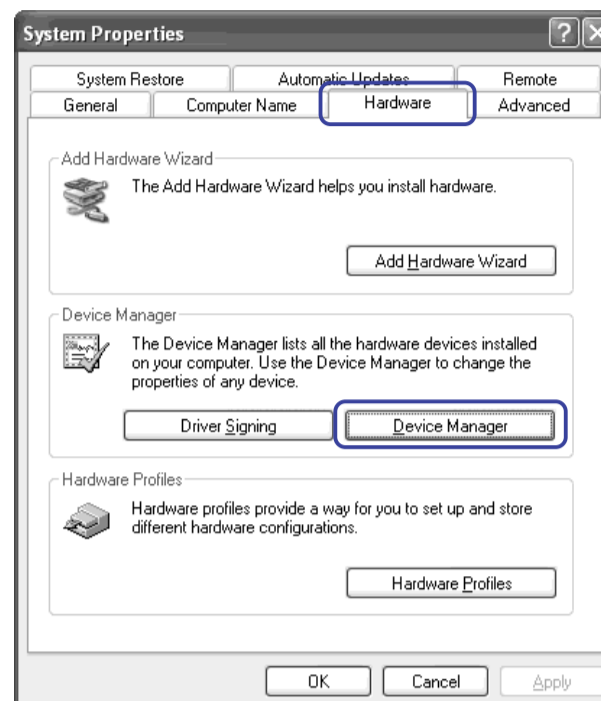 System Properties
System Restore Automatic Updates Remote
General Computer Name Hardware Advanced
Add Hardware Wizard
The Add Hardware Wizard helps you install hardware.
Add Hardware Wizard
Device Manager
The Device Manager lists all the hardware devices installed
on your computer. Use the Device Manager to change the
properties of any device.
Driver Signing Device Manager
Hardware Profiles
Hardware profiles provide a way for you to set up and store
different hardware configurations.
Hardware Profiles
OK Cancel Apply